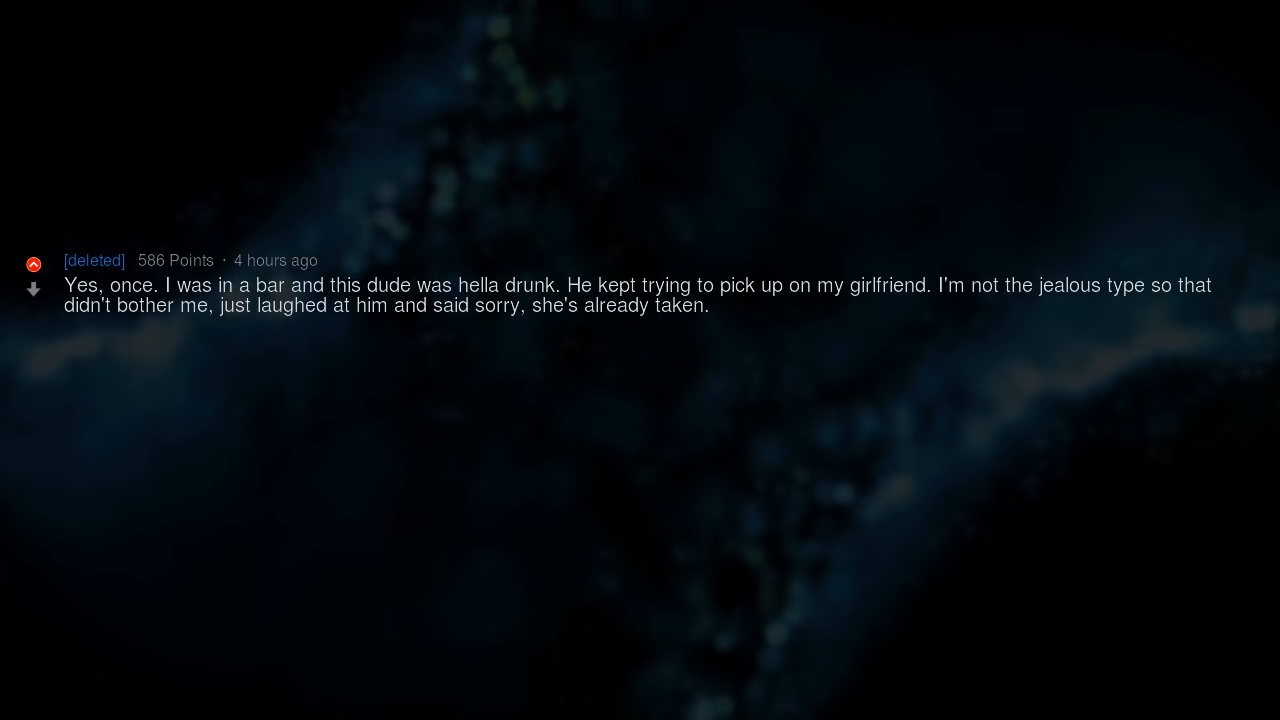 [deleted] 586 Points · 4 hours ago
Yes, once. I was in a bar and this dude was hella drunk. He kept trying to pick up on my girlfriend. I'm not the jealous type so that
didn't bother me, just laughed at him and said sorry, she's already taken.